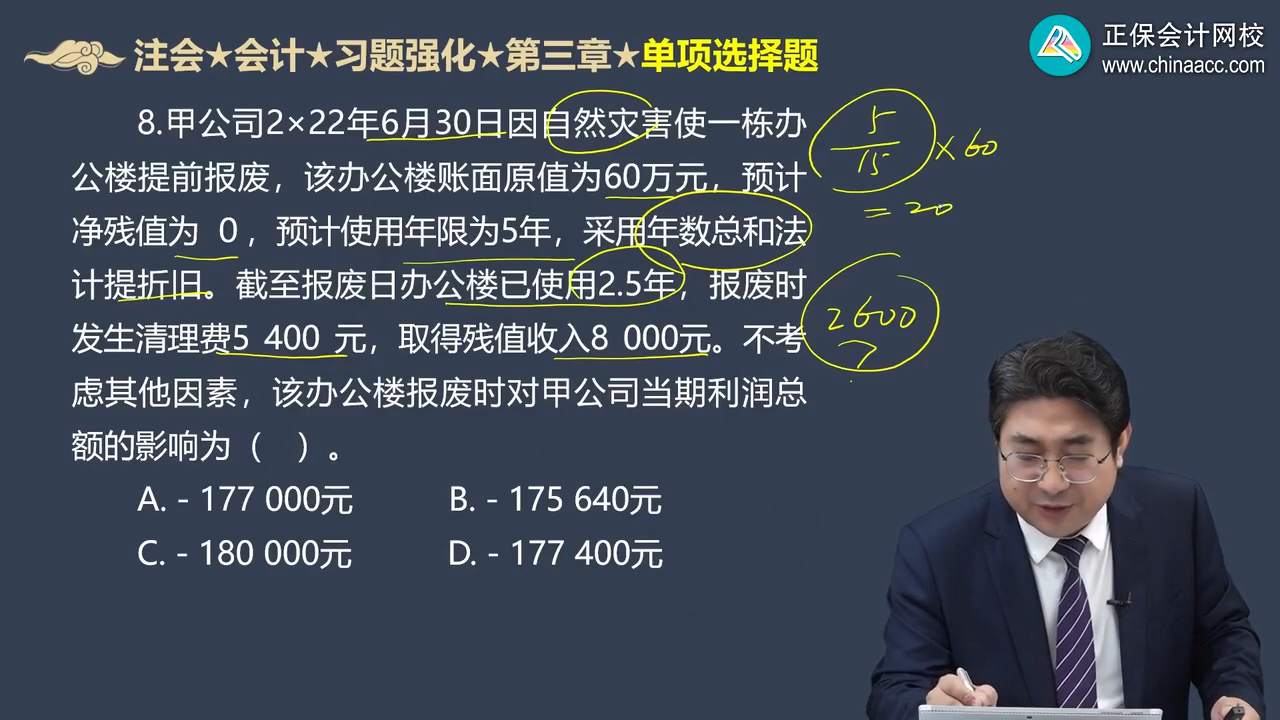 注会★会计★习题强化★第三章★单项选择题
正保会计网校
www.chinaacc.com
8.甲公司2×22年6月30日因自然灾害使一栋办
公楼提前报废，该办公楼账面原值为60万元，预计
净残值为 0 ，预计使用年限为5年，采用年数总和法
计提折旧。截至报废日办公楼已使用2.5年，报废时
发生清理费5 400 元，取得残值收入8 000元。不考
虑其他因素，该办公楼报废时对甲公司当期利润总
额的影响为（ ）。
A. - 177 000元 B. - 175 640元
C. - 180 000元 D. - 177 400元
5
15
× 60
= 20
2600